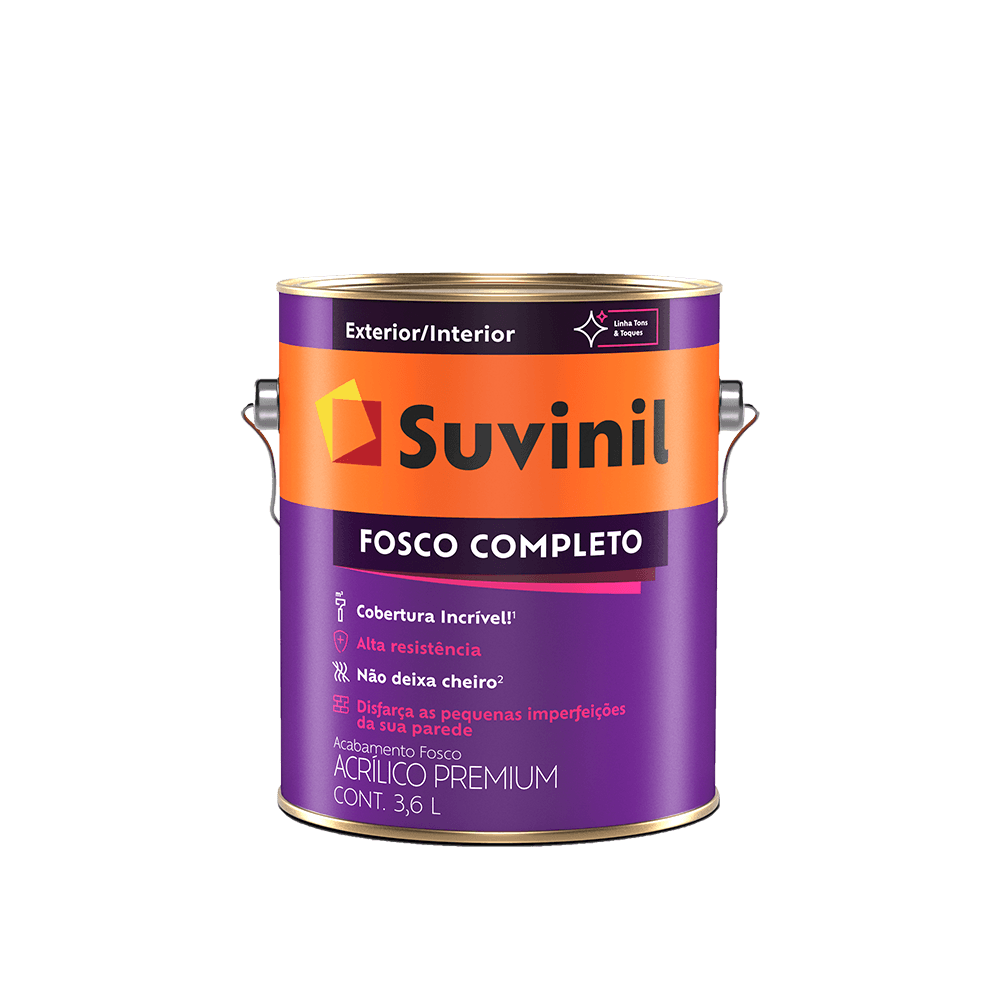 Exterior/Interior
Linha Tons
& Toques
Suvinil
FOSCO COMPLETO
m²
Cobertura Incrível!¹
Alta resistência
Não deixa cheiro²
Disfarça as pequenas imperfeições
da sua parede
Acabamento Fosco
ACRÍLICO PREMIUM
CONT. 3,6 L